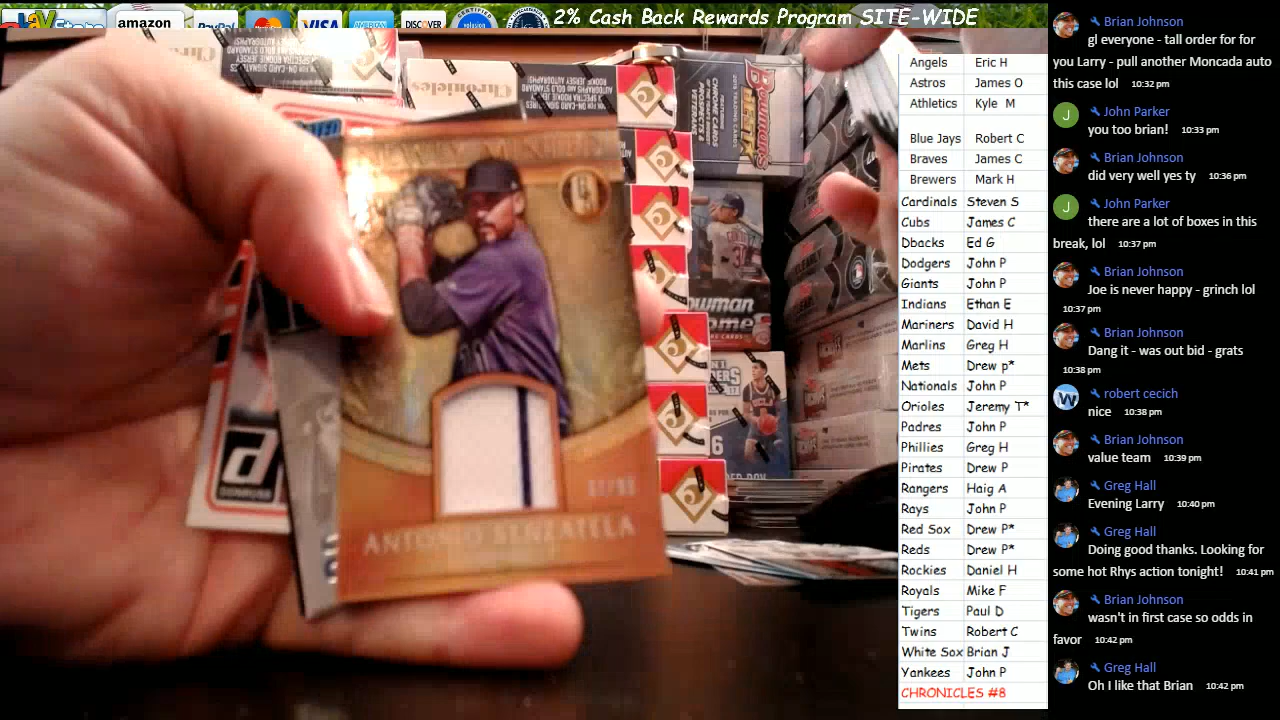 2% Cash Back Rewards Program SITE-WIDE
amazon
PayPal
VISA
AMERICAN
DISCOVER
CERTIFIED
Chronicles
ANTONIO SENZATELA
DONRUSS
Angels Eric H
Astros James O
Athletics Kyle M
Blue Jays Robert C
Braves James C
Brewers Mark H
Cardinals Steven S
Cubs James C
Dbacks Ed G
Dodgers John P
Giants John P
Indians Ethan E
Mariners David H
Marlins Greg H
Mets Drew p*
Nationals John P
Orioles Jeremy T*
Padres John P
Phillies Greg H
Pirates Drew P
Rangers Haig A
Rays John P
Red Sox Drew P*
Reds Drew P*
Rockies Daniel H
Royals Mike F
Tigers Paul D
Twins Robert C
White Sox Brian J
Yankees John P
CHRONICLES #8
Brian Johnson
gl everyone - tall order for for
you Larry - pull another Moncada auto
this case lol 10:32 pm
J John Parker
you too brian! 10:33 pm
Brian Johnson
did very well yes ty 10:36 pm
J John Parker
there are a lot of boxes in this
break, lol 10:37 pm
Brian Johnson
Joe is never happy - grinch lol
10:37 pm
Brian Johnson
Dang it - was out bid - grats
10:38 pm
robert cecich
nice 10:38 pm
Brian Johnson
value team 10:39 pm
Greg Hall
Evening Larry 10:40 pm
Greg Hall
Doing good thanks. Looking for
some hot Rhys action tonight! 10:41 pm
Brian Johnson
wasn't in first case so odds in
favor 10:42 pm
Greg Hall
Oh I like that Brian 10:42 pm